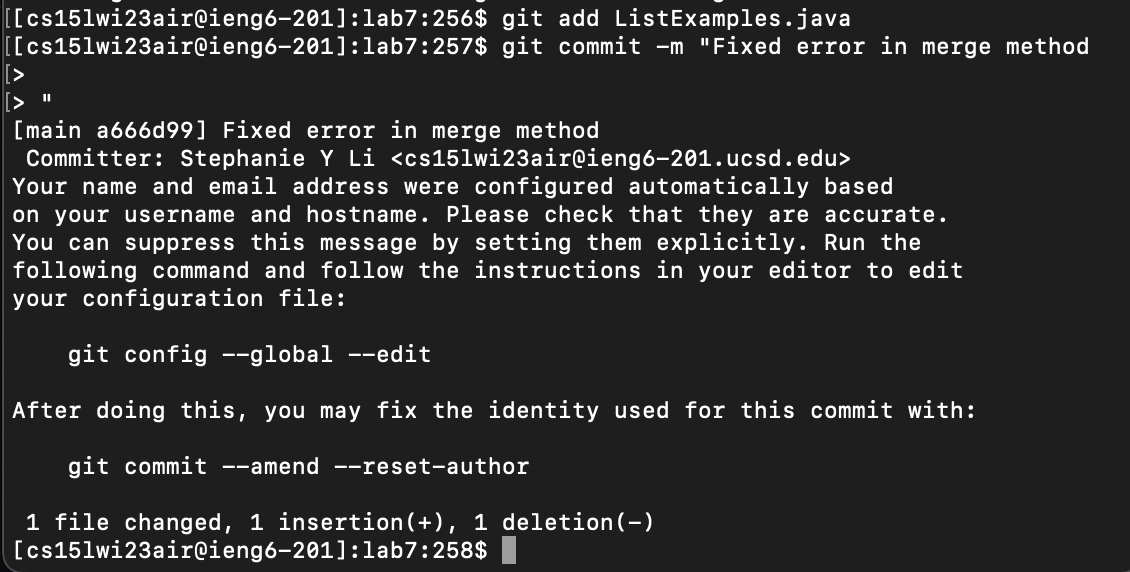 [[cs15lwi23air@ieng6-201]:lab7:256$ git add ListExamples.java
[[cs15lwi23air@ieng6-201]:lab7:257$ git commit -m "Fixed error in merge method
[>
[> "
[main a666d99] Fixed error in merge method
 Committer: Stephanie Y Li <cs15lwi23air@ieng6-201.ucsd.edu>
Your name and email address were configured automatically based
on your username and hostname. Please check that they are accurate.
You can suppress this message by setting them explicitly. Run the
following command and follow the instructions in your editor to edit
your configuration file:

    git config --global --edit

After doing this, you may fix the identity used for this commit with:

    git commit --amend --reset-author

 1 file changed, 1 insertion(+), 1 deletion(-)
[cs15lwi23air@ieng6-201]:lab7:258$